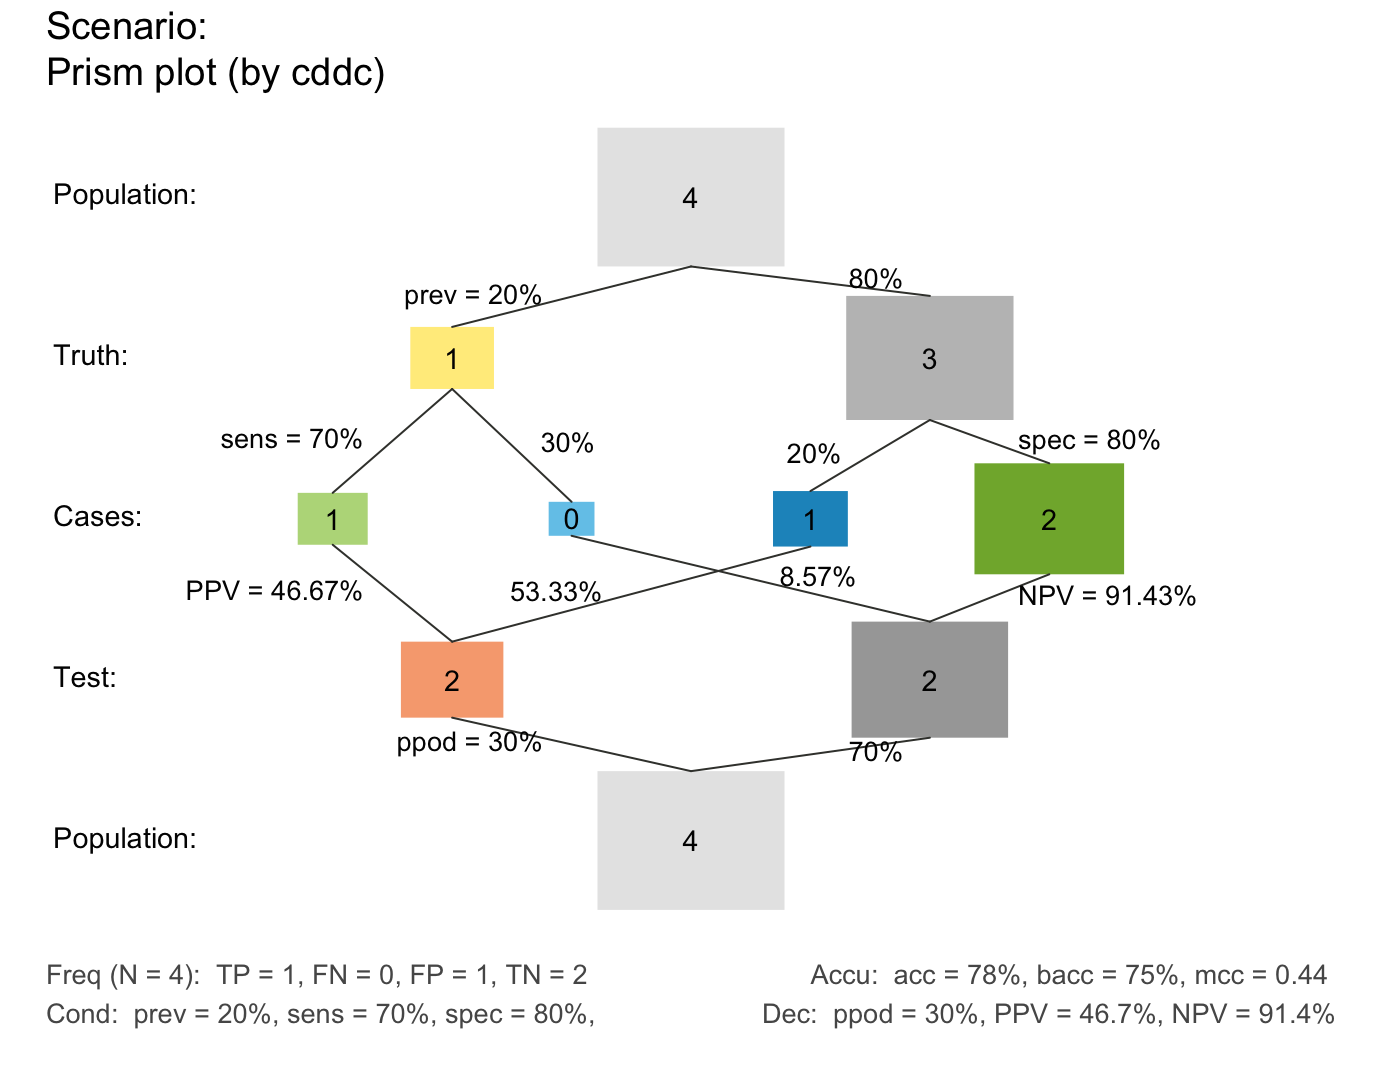 Scenario:
Prism plot (by cddc)
Population:
4
prev = 20%
80%
Truth:
1
3
sens = 70%
30%
20%
spec = 80%
Cases:
1
0
1
2
PPV = 46.67%
53.33%
8.57%
NPV = 91.43%
Test:
2
2
ppod = 30%
70%
Population:
4
Freq (N = 4):  TP = 1, FN = 0, FP = 1, TN = 2
Accu:  acc = 78%, bacc = 75%, mcc = 0.44
Cond:  prev = 20%, sens = 70%, spec = 80%,
Dec:  ppod = 30%, PPV = 46.7%, NPV = 91.4%